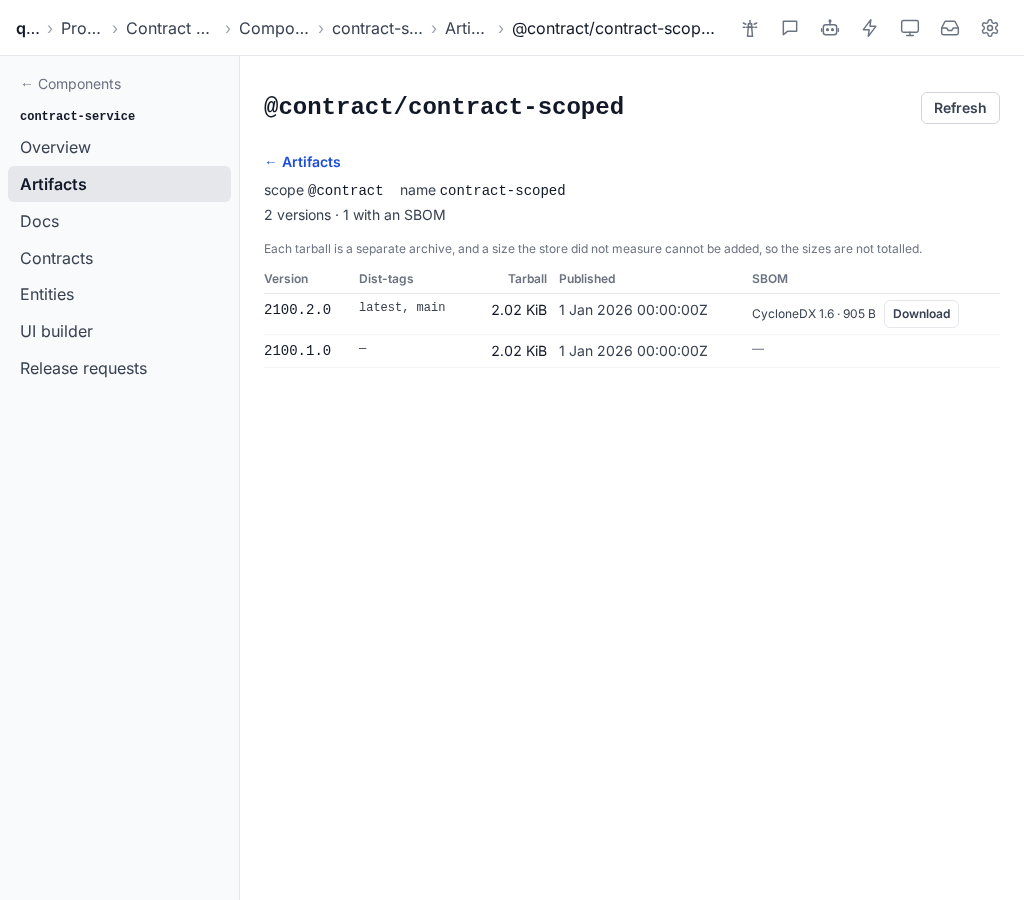 q... › Pro... › Contract ... › Compo... › contract-s... › Arti... › @contract/contract-scop...
← Components
contract-service
Overview
Artifacts
Docs
Contracts
Entities
UI builder
Release requests
@contract/contract-scoped
Refresh
← Artifacts
scope @contract name contract-scoped
2 versions · 1 with an SBOM
Each tarball is a separate archive, and a size the store did not measure cannot be added, so the sizes are not totalled.
Version Dist-tags Tarball Published SBOM
2100.2.0 latest, main 2.02 KiB 1 Jan 2026 00:00:00Z CycloneDX 1.6 · 905 B Download
2100.1.0 — 2.02 KiB 1 Jan 2026 00:00:00Z —